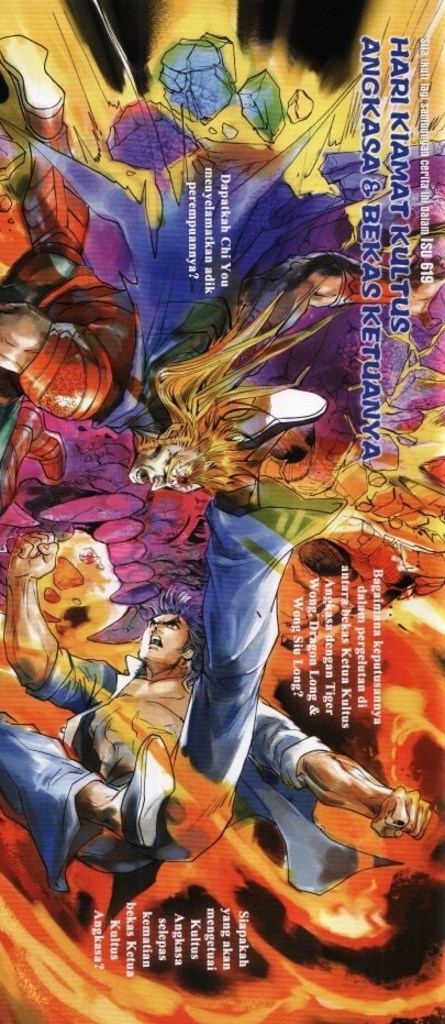 *Sila ikuti lagi sambungan cerita ini dalam ISU 619
HARI KIAMAT KULTUS
ANGKASA & BEKAS KETUANYA
Dapatkah Chi You
menyelamatkan adik
perempuannya?
Bagaimana keputusannya
dalam pergelutan
antara bekas Ketua Kultus
Angkasa dengan Tiger
Wong, Dragon Long &
Wong Siu Long?
Siapakah
yang akan
mengetuai
Kultus
Angkasa
selepas
kematian
bekas Ketua
Kultus
Angkasa?